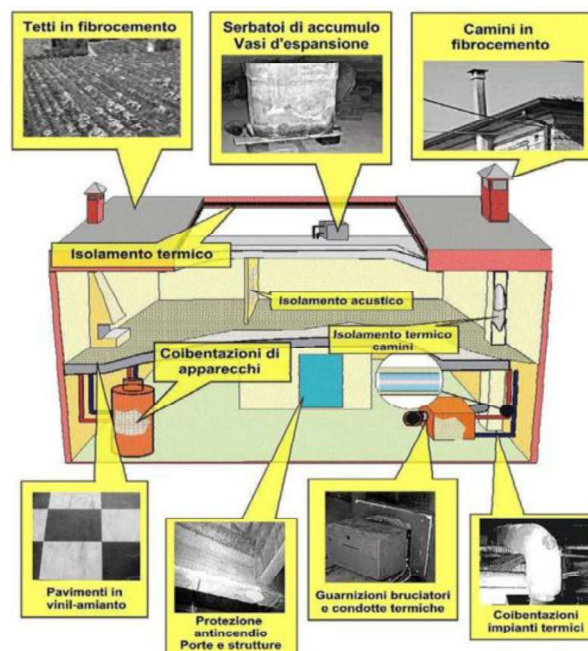 Tetti in fibrocemento
Serbatoi di accumulo
Vasi d'espansione
Camini in
fibrocemento
Isolamento termico
Isolamento acustico
Isolamento termico
camini
Coibentazioni di
apparecchi
Pavimenti in
vinil-amianto
Protezione
antincendio
Porte e strutture
Guarnizioni bruciatori
e condotte termiche
Coibentazioni
impianti termici